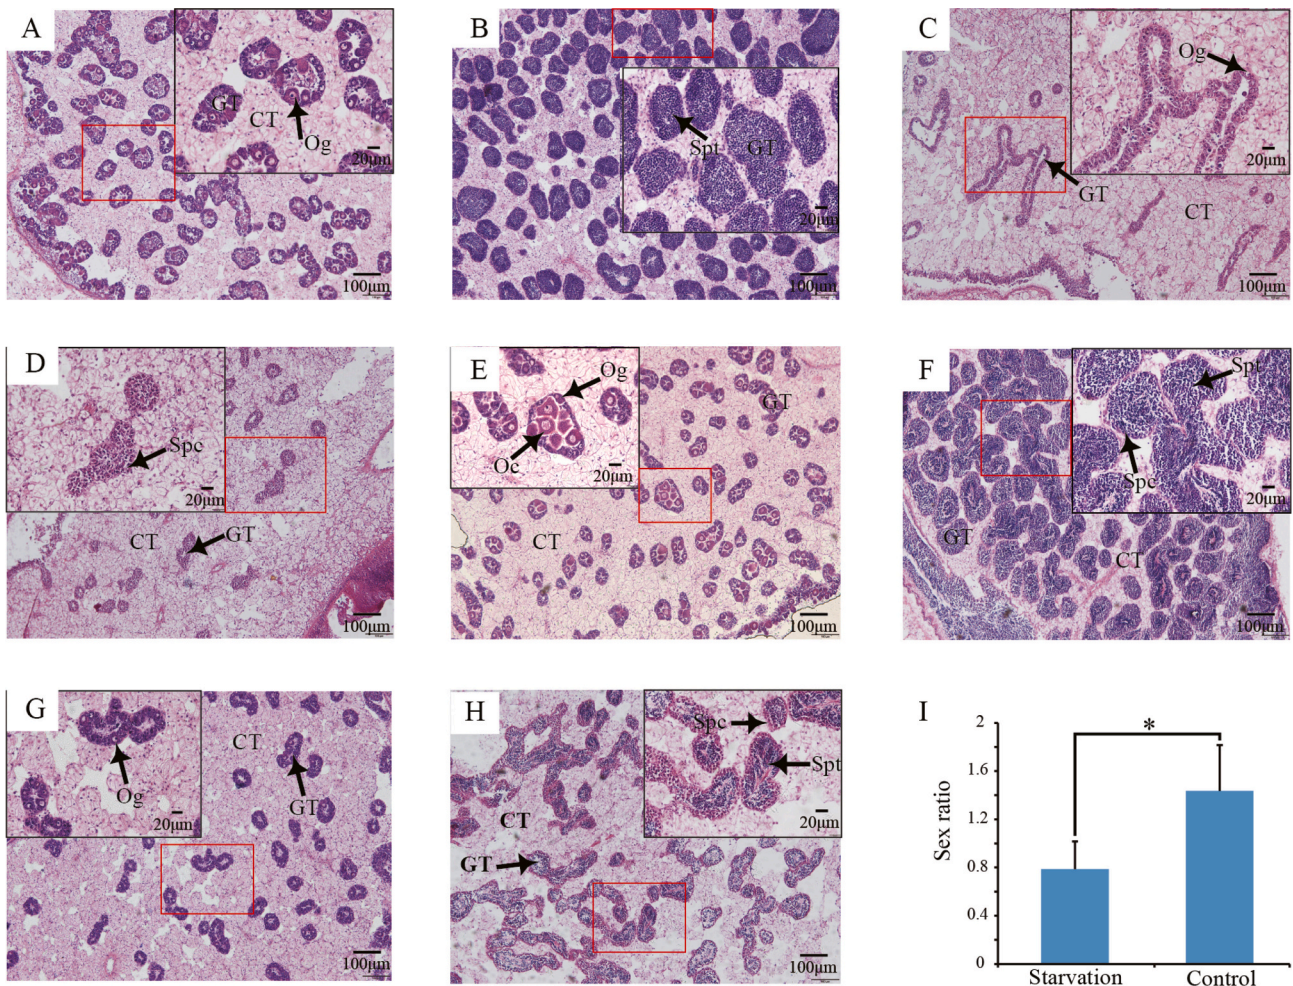 A
GT
CT
Og
20μm
100μm
B
Spt
GT
20μm
100μm
C
Og
20μm
GT
CT
100μm
D
Spc
20μm
CT
GT
100μm
E
Og
Oc
20μm
GT
CT
100μm
F
Spt
Spc
20μm
GT
CT
100μm
G
Og
20μm
CT
GT
100μm
H
Spc
Spt
20μm
CT
GT
100μm
I
*
Sex ratio
2
1.6
1.2
0.8
0.4
0
Starvation Control